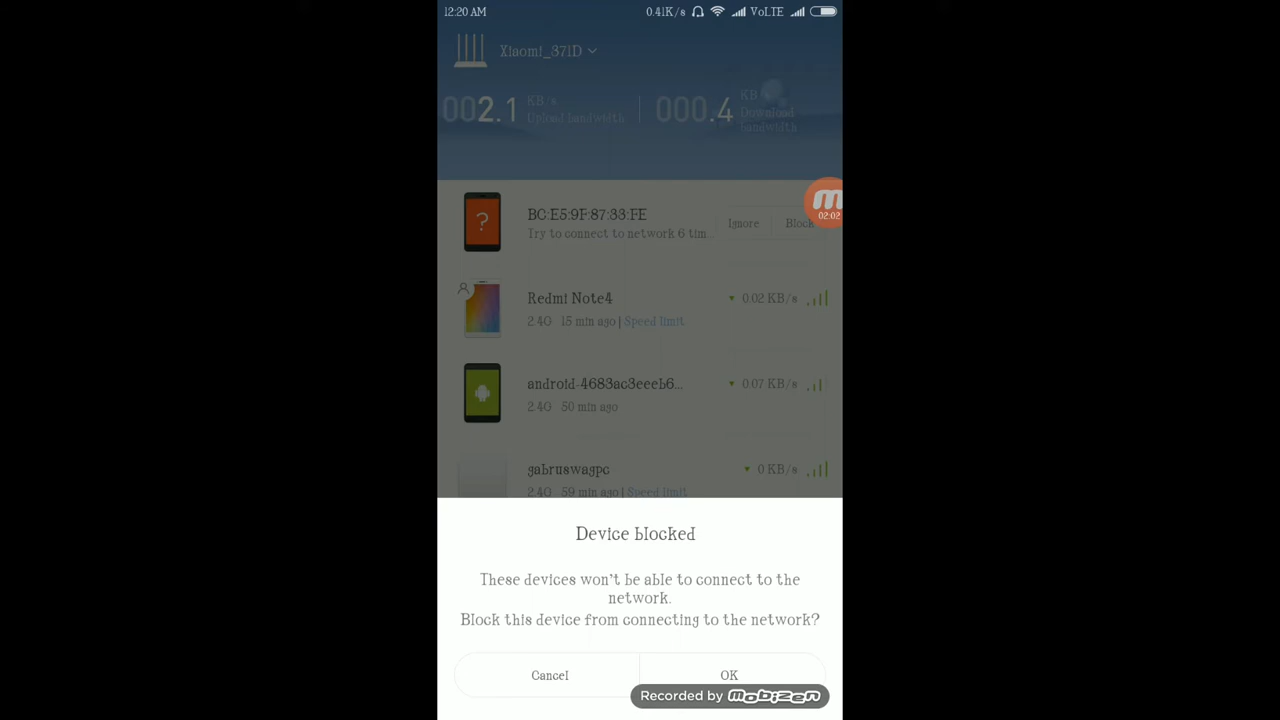 12:20 AM 0.41K/s VoLTE
Xiaomi_371D
002.1 KB/s Upload bandwidth 000.4 KB/s Download bandwidth
?
BC:E5:9F:87:33:FE
Try to connect to network 6 tim...
Ignore Block
02:02
Redmi Note4 0.02 KB/s
2.4G 15 min ago | Speed limit
android-4683ac3eeeb6... 0.07 KB/s
2.4G 50 min ago
gabruswagpc 0 KB/s
2.4G 59 min ago | Speed limit
Device blocked
These devices won't be able to connect to the
network.
Block this device from connecting to the network?
Cancel OK
Recorded by mobizen